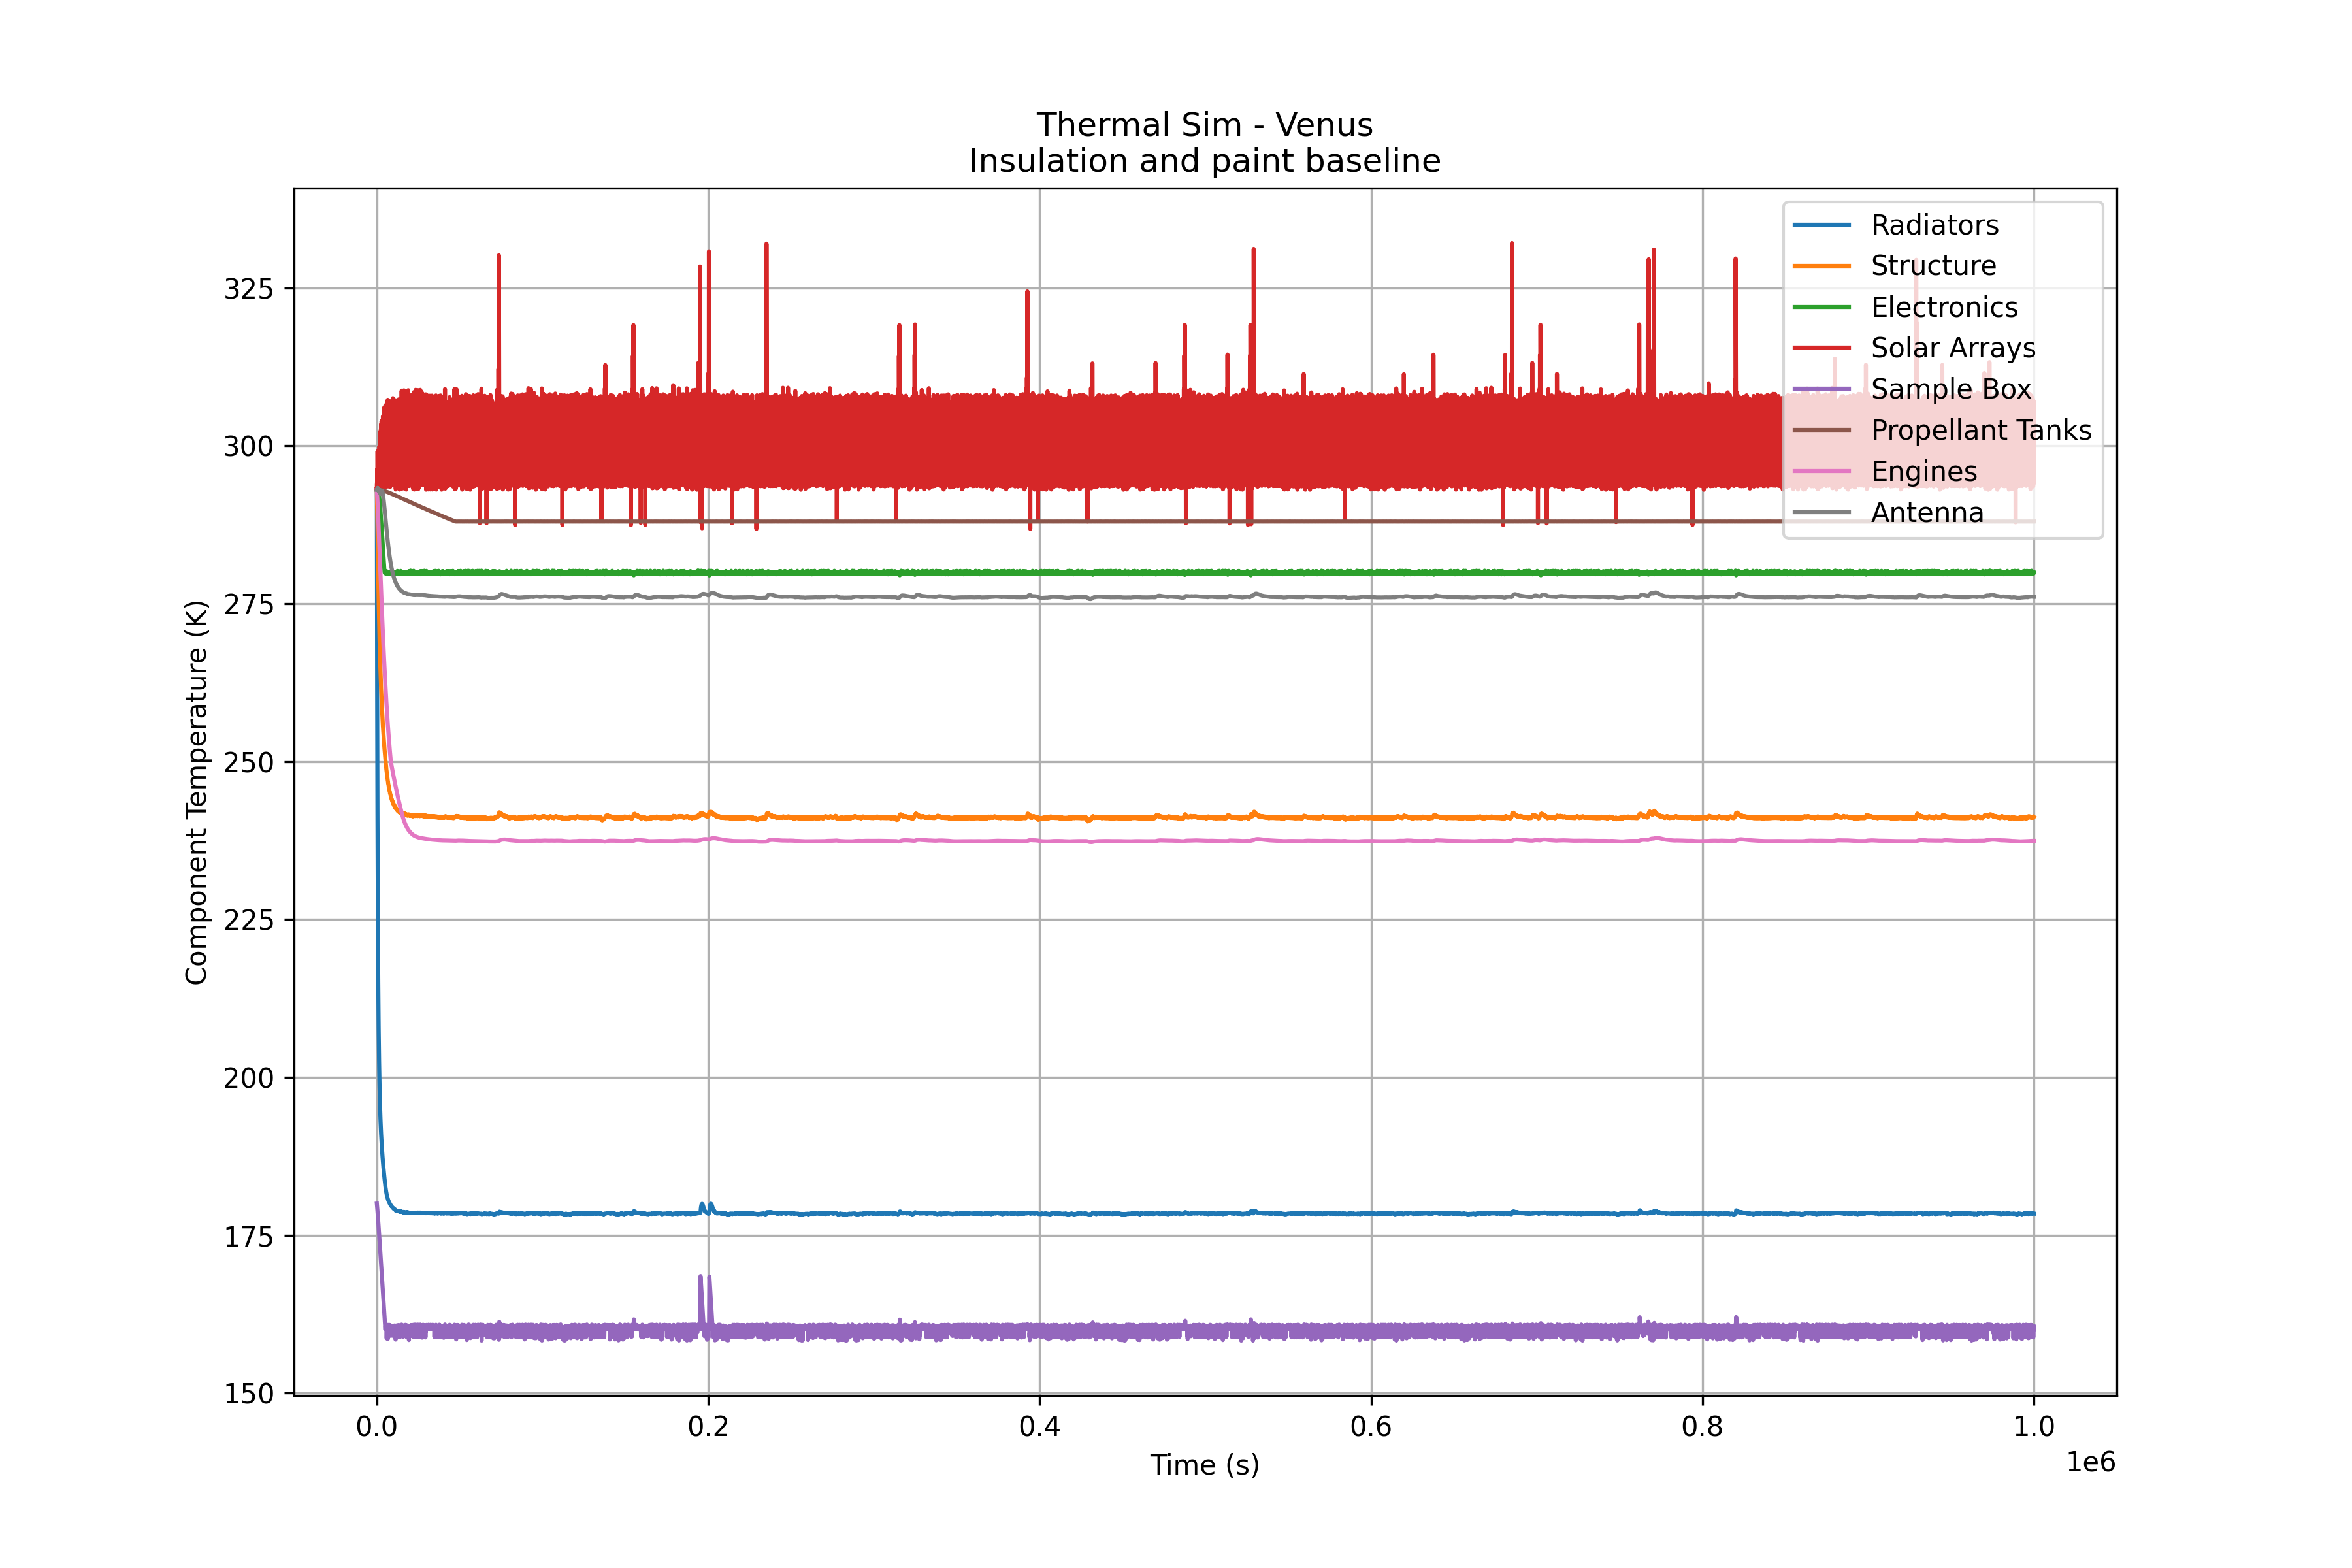 Thermal Sim - Venus
Insulation and paint baseline
Radiators
Structure
Electronics
Solar Arrays
Sample Box
Propellant Tanks
Engines
Antenna
Component Temperature (K)
325
300
275
250
225
200
175
150
0.0
0.2
0.4
0.6
0.8
1.0
1e6
Time (s)